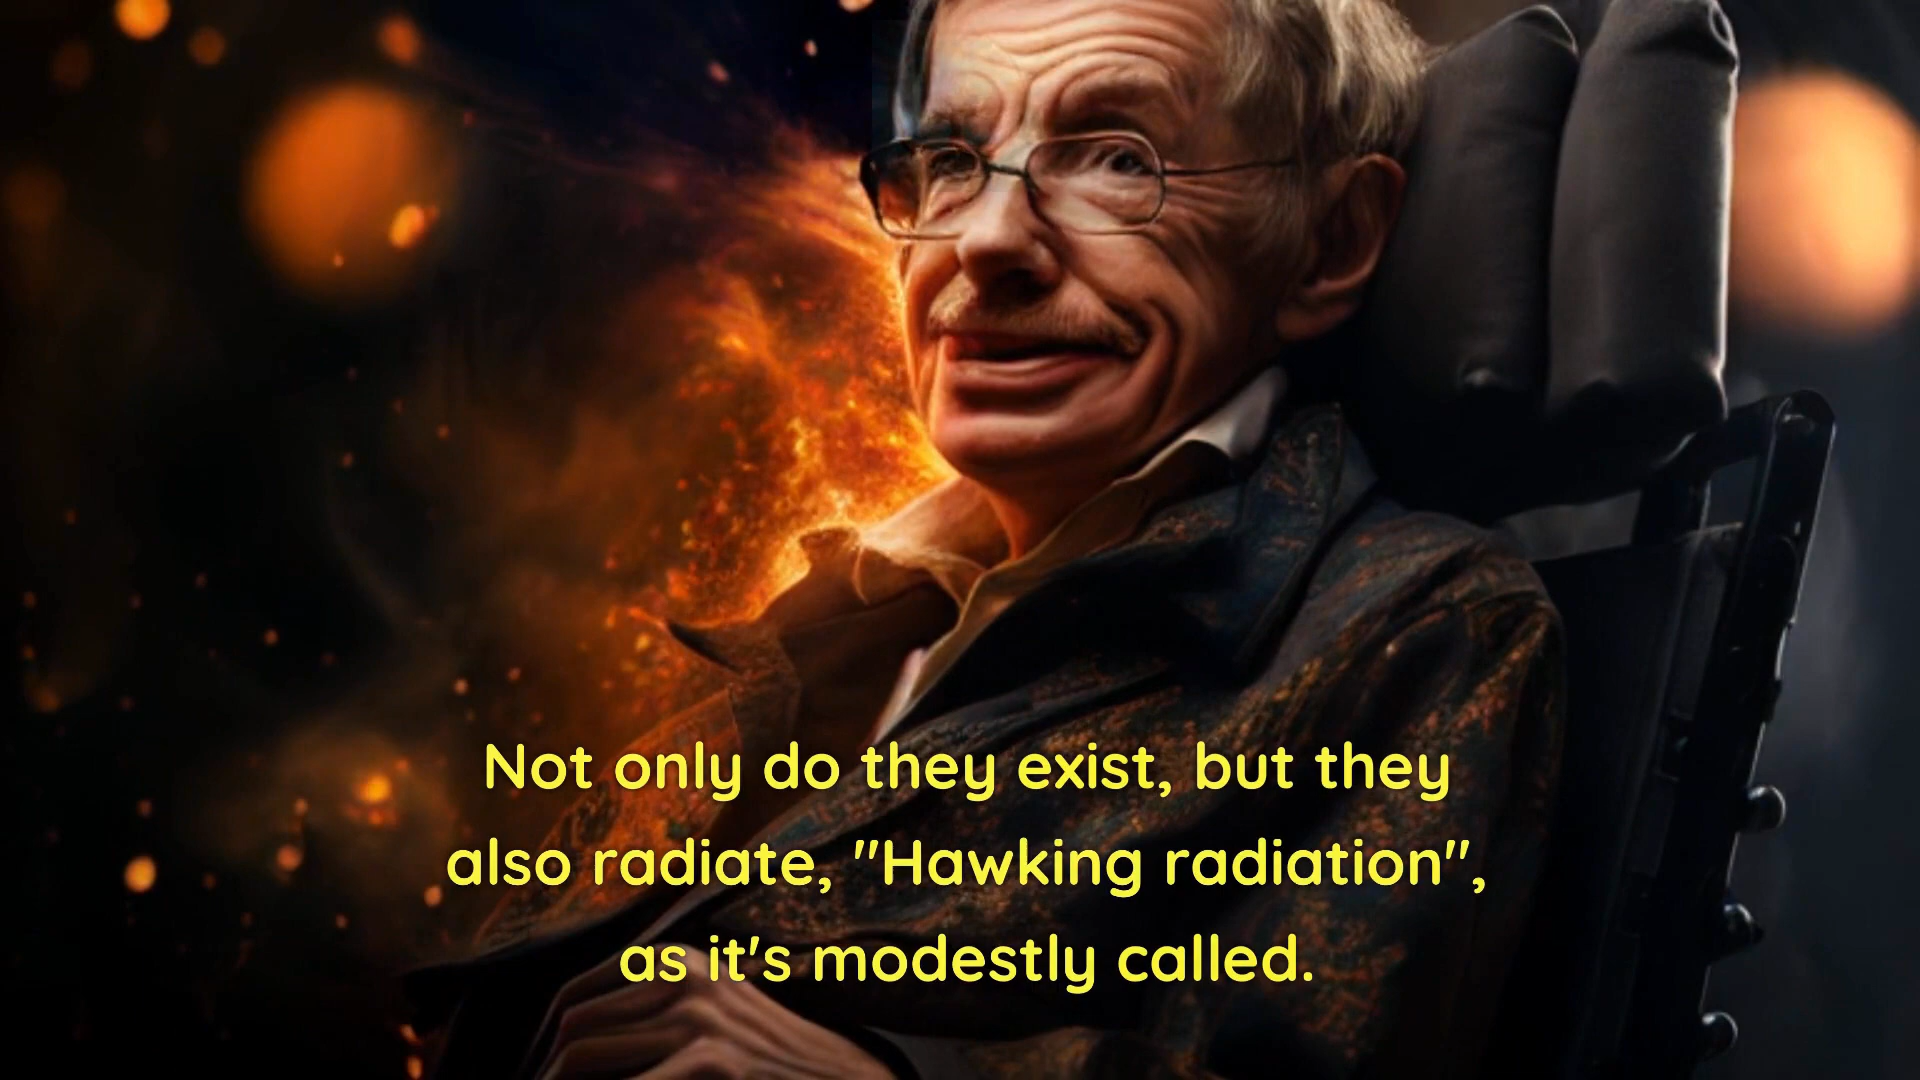 Not only do they exist, but they
also radiate, "Hawking radiation",
as it's modestly called.